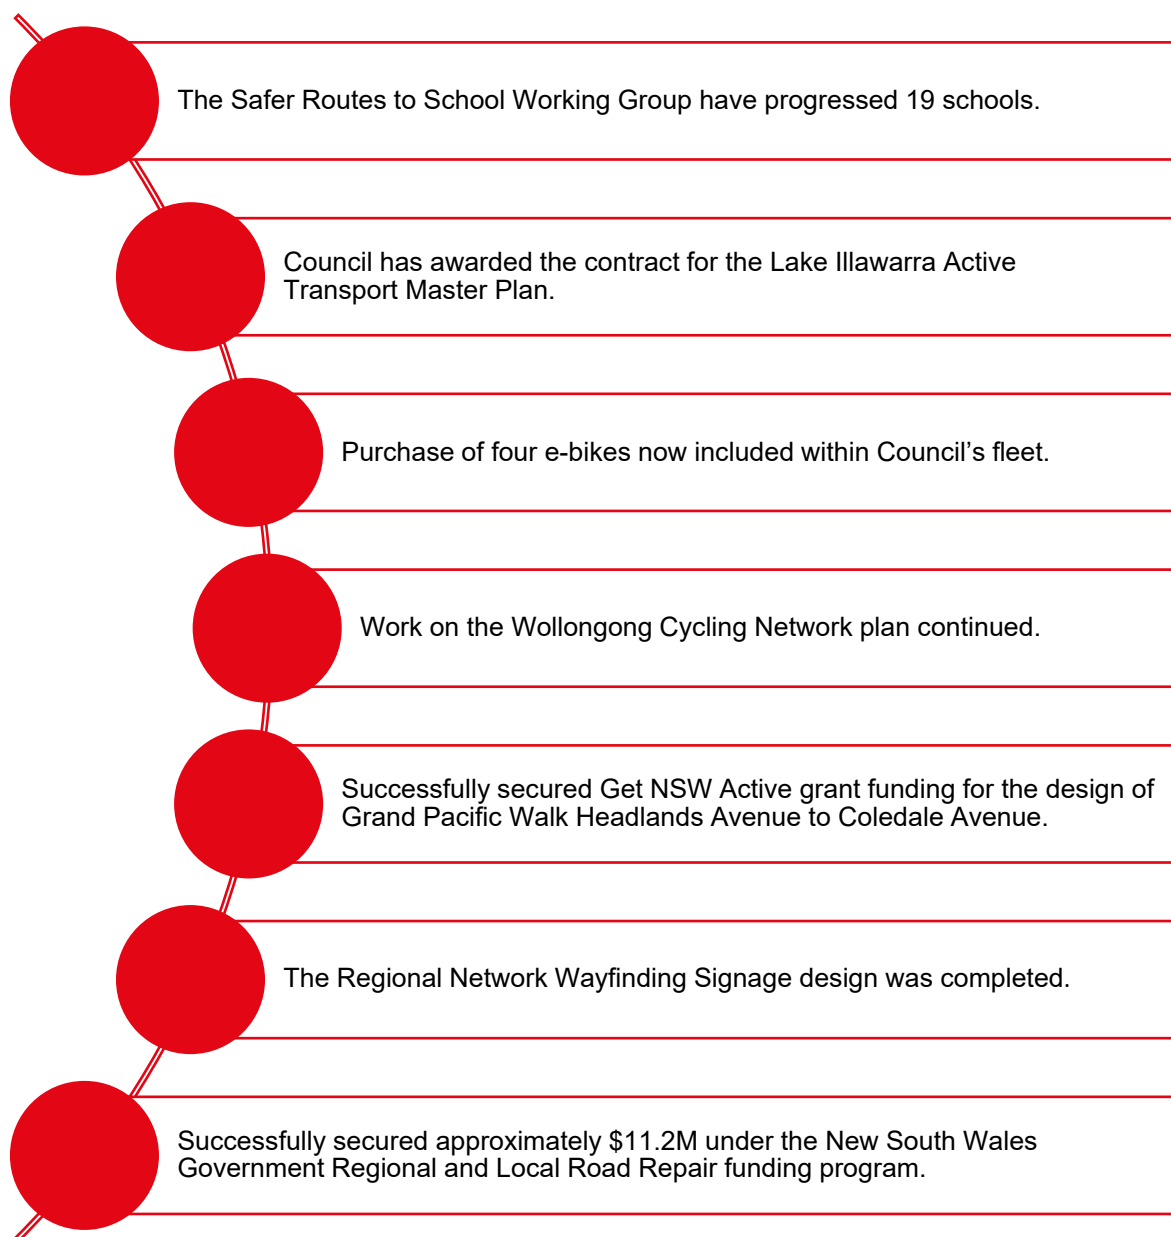 The Safer Routes to School Working Group have progressed 19 schools.
Council has awarded the contract for the Lake Illawarra Active
Transport Master Plan.
Purchase of four e-bikes now included within Council’s fleet.
Work on the Wollongong Cycling Network plan continued.
Successfully secured Get NSW Active grant funding for the design of
Grand Pacific Walk Headlands Avenue to Coledale Avenue.
The Regional Network Wayfinding Signage design was completed.
Successfully secured approximately $11.2M under the New South Wales
Government Regional and Local Road Repair funding program.